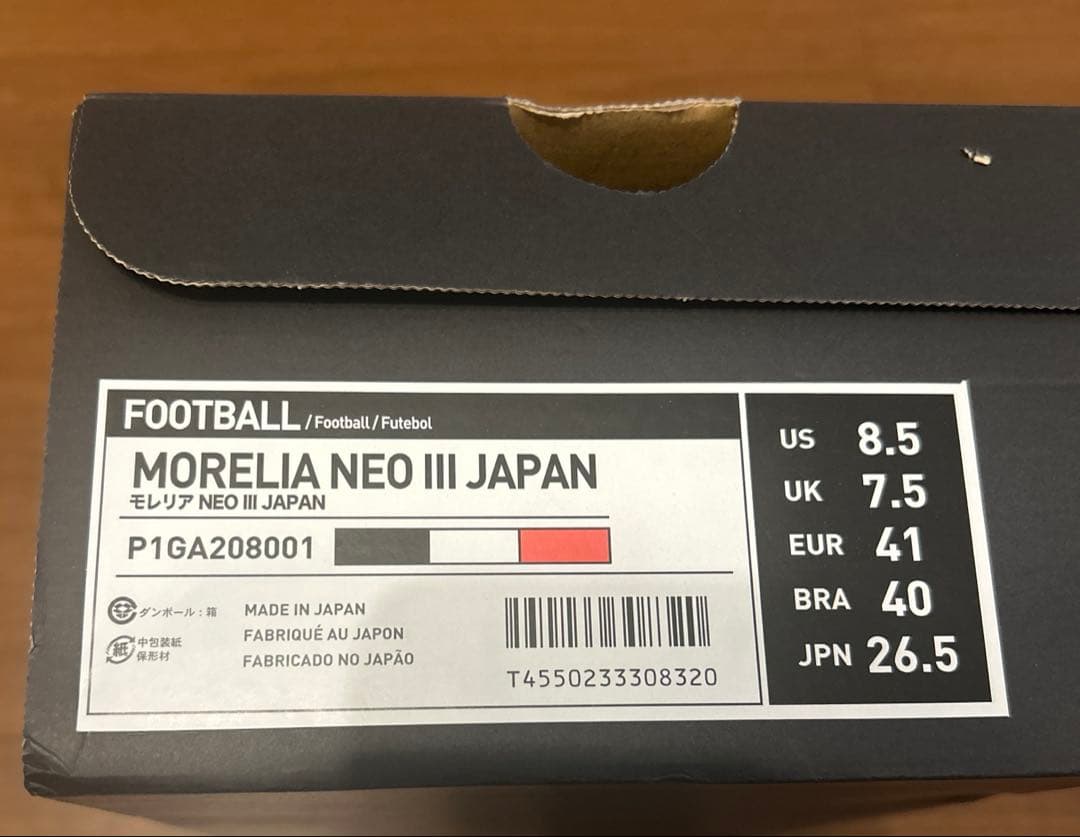 FOOTBALL / Football / Futebol
MORELIA NEO III JAPAN
モレリア NEO III JAPAN
P1GA208001
ダンボール : 箱
紙 中包装紙
保形材
MADE IN JAPAN
FABRIQUÉ AU JAPON
FABRICADO NO JAPÃO
T4550233308320
US 8.5
UK 7.5
EUR 41
BRA 40
JPN 26.5